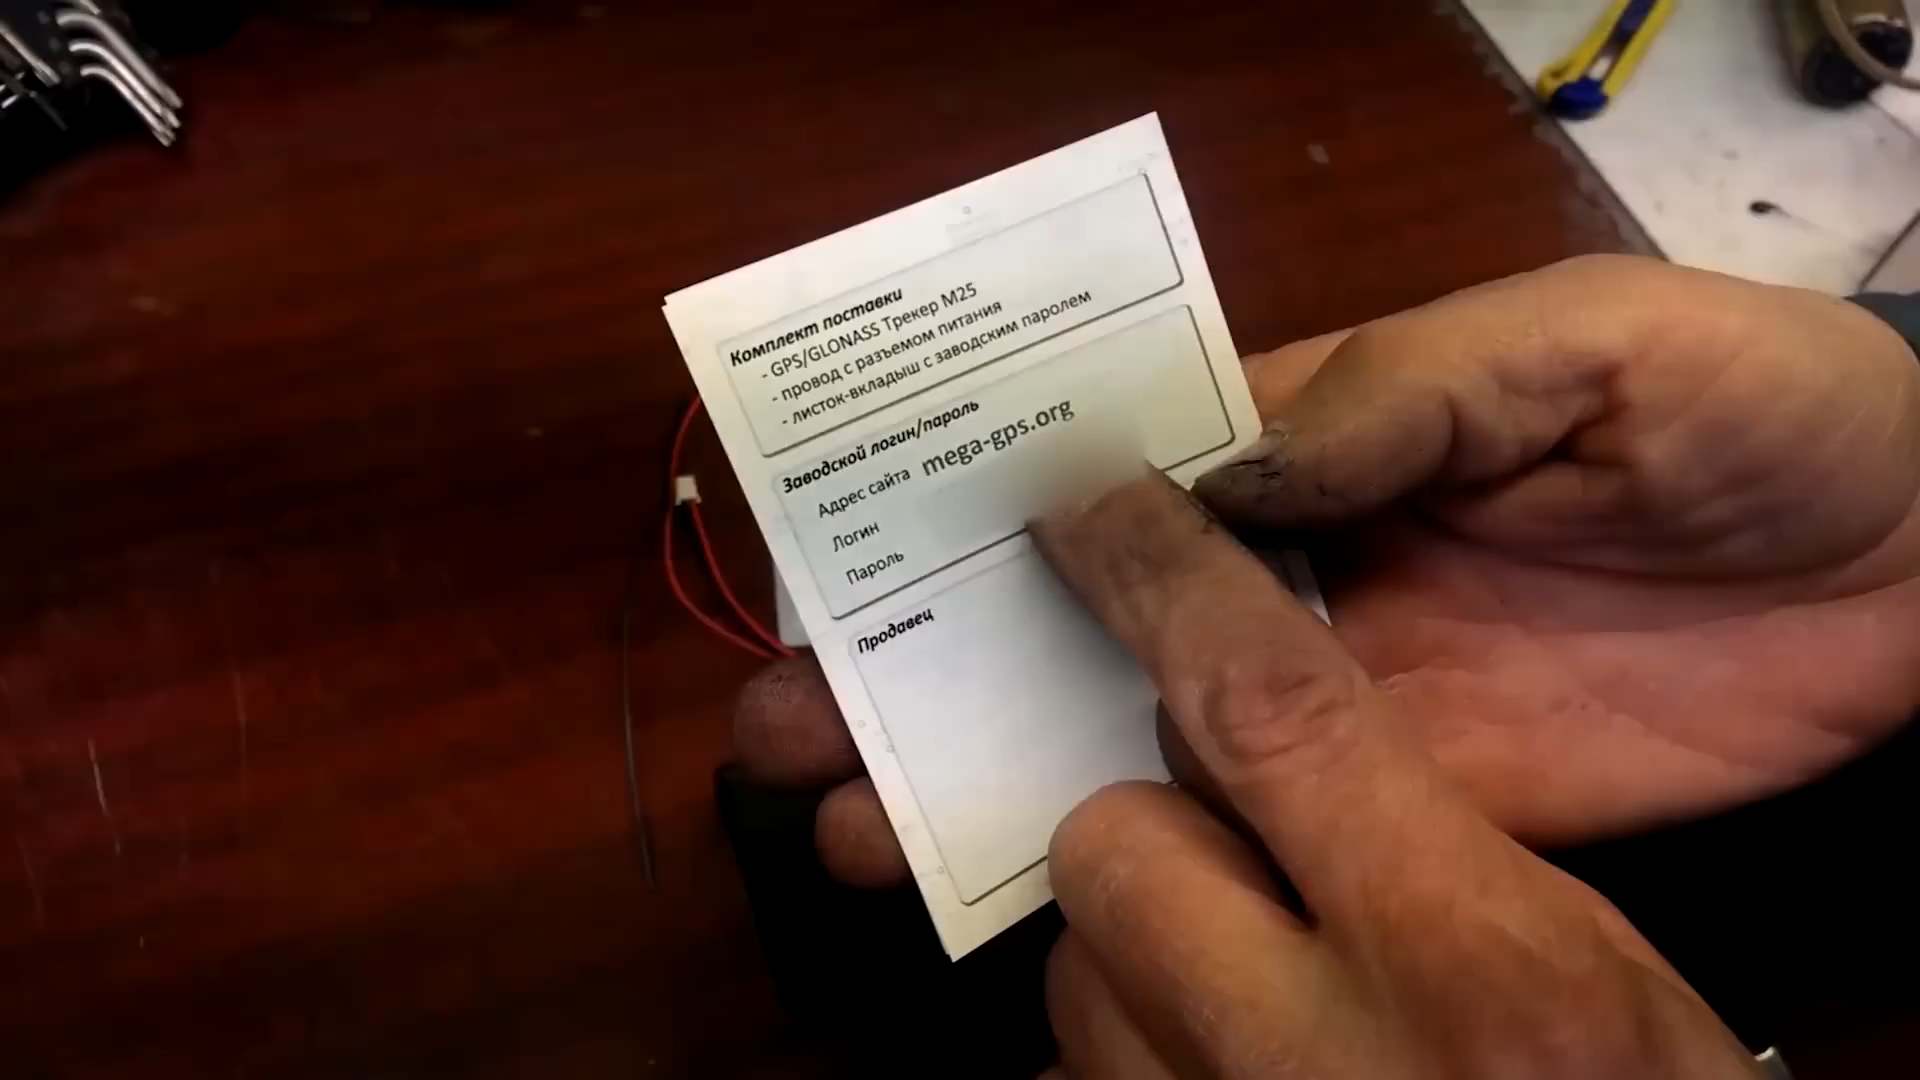 Комплект поставки
- GPS/GLONASS Трекер M25
- провод с разъемом питания
- листок-вкладыш с заводским паролем
Заводской логин/пароль
Адрес сайта mega-gps.org
Логин
Пароль
Продавец